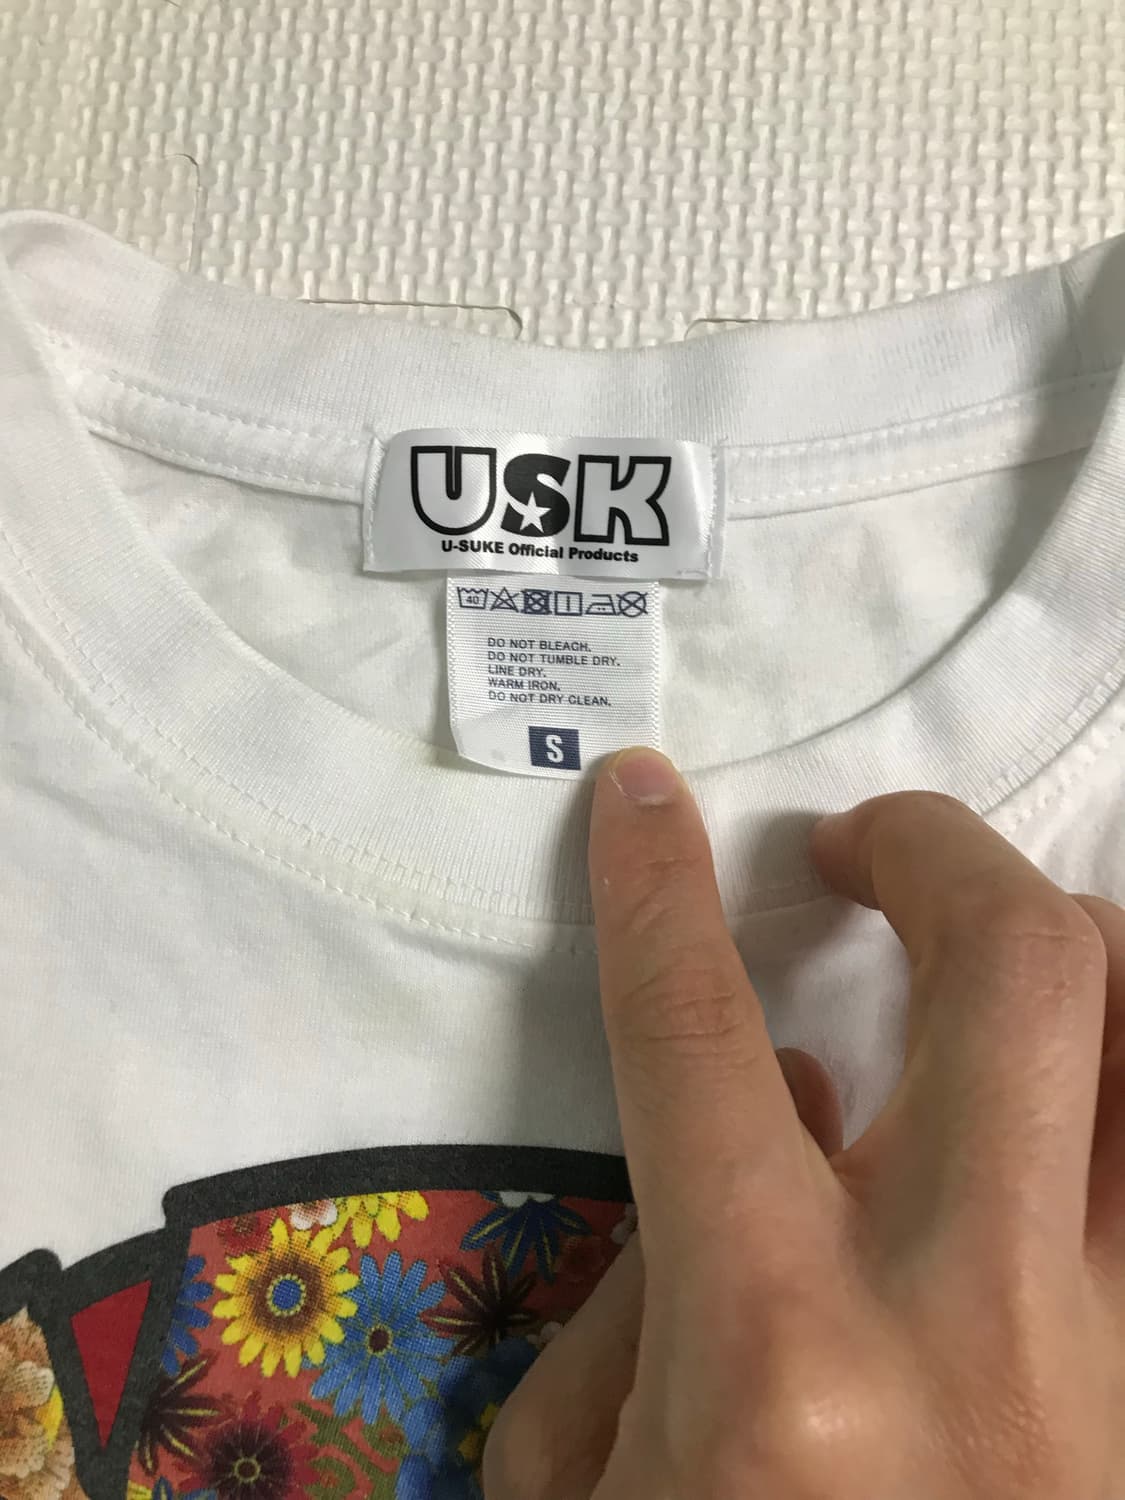 USK
U-SUKE Official Products
40
DO NOT BLEACH.
DO NOT TUMBLE DRY.
LINE DRY.
WARM IRON.
DO NOT DRY CLEAN.
S